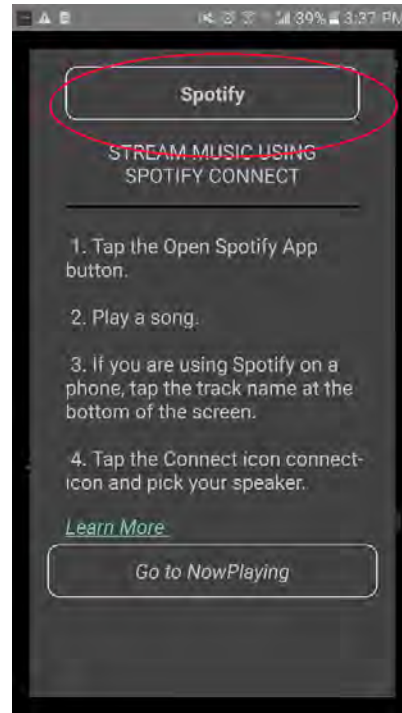 39% 3:37 PM
Spotify
STREAM MUSIC USING
SPOTIFY CONNECT
1. Tap the Open Spotify App
button.
2. Play a song.
3. If you are using Spotify on a
phone, tap the track name at the
bottom of the screen.
4. Tap the Connect icon connect-
icon and pick your speaker.
Learn More
Go to NowPlaying